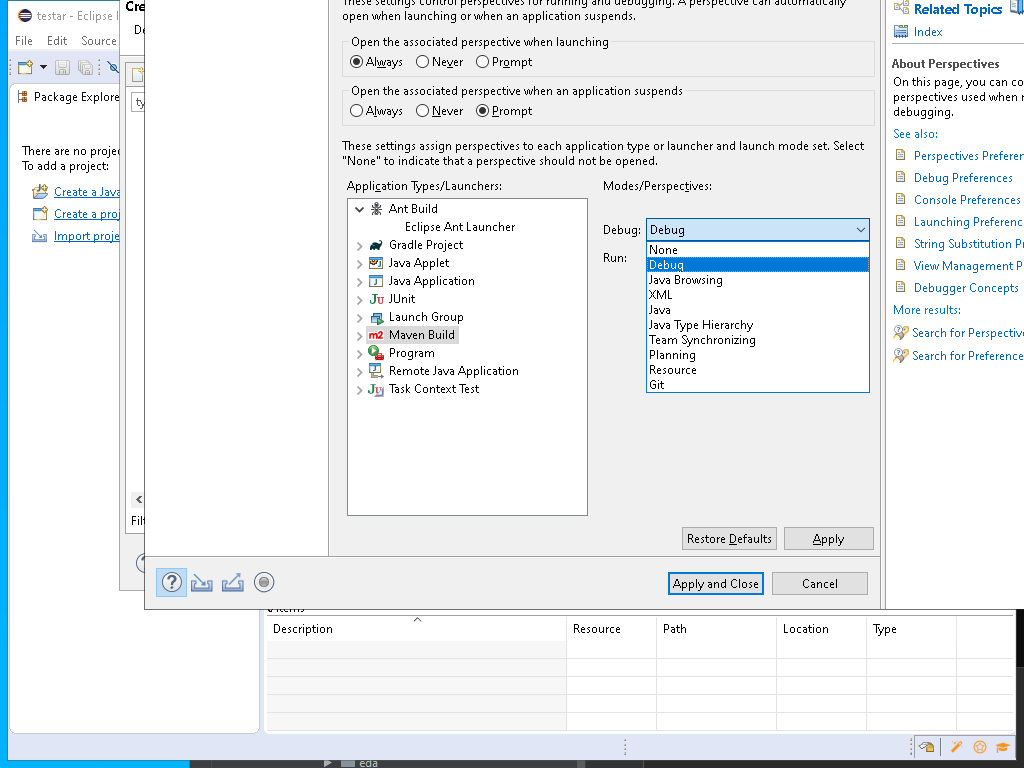 testar - Eclipse I
File Edit Source
Package Explore
There are no proje
To add a project:
Create a Java
Create a proj
Import proje
Cre
De
ty
Filt
These settings control perspectives for running and debugging. A perspective can automatically
open when launching or when an application suspends.
Open the associated perspective when launching
Always Never Prompt
Open the associated perspective when an application suspends
Always Never Prompt
These settings assign perspectives to each application type or launcher and launch mode set. Select
"None" to indicate that a perspective should not be opened.
Application Types/Launchers:
Ant Build
Eclipse Ant Launcher
Gradle Project
Java Applet
Java Application
JUnit
Launch Group
Maven Build
Program
Remote Java Application
Task Context Test
Modes/Perspectives:
Debug: Debug
Run:
None
Debug
Java Browsing
XML
Java
Java Type Hierarchy
Team Synchronizing
Planning
Resource
Git
Restore Defaults Apply
Apply and Close Cancel
Related Topics
Index
About Perspectives
On this page, you can co
perspectives used when r
debugging.
See also:
Perspectives Preferen
Debug Preferences
Console Preferences
Launching Preferenc
String Substitution Pr
View Management P
Debugger Concepts
More results:
Search for Perspective
Search for Preference
items
Description Resource Path Location Type
eda